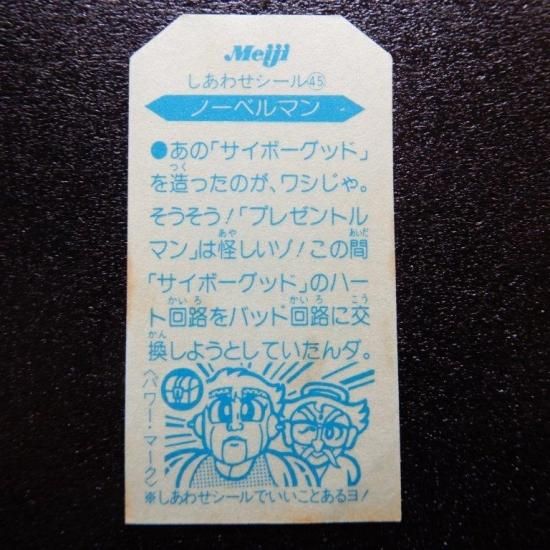 Meiji
しあわせシール㊺
ノーベルマン
●あの「サイボーグッド」
を造ったのが、ワシじゃ。
そうそう!「プレゼントル
マン」は怪しいゾ!この間
「サイボーグッド」のハー
ト回路をバッド回路に交
換しようとしていたんダ。
〈パワー・マーク〉
※しあわせシールでいいことあるヨ!